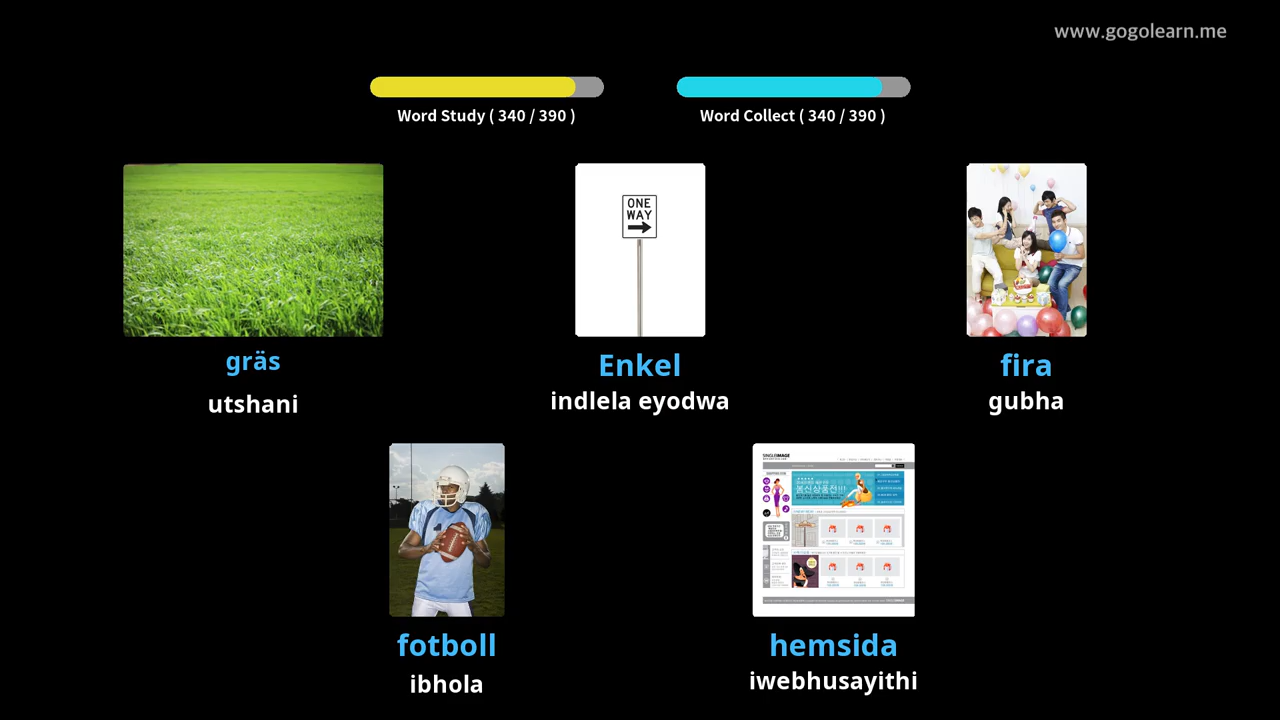 www.gogolearn.me
Word Study ( 340 / 390 )
Word Collect ( 340 / 390 )
ONE
WAY
gräs
Enkel
fira
utshani
indlela eyodwa
gubha
SINGLEIMAGE
fotboll
hemsida
ibhola
iwebhusayithi